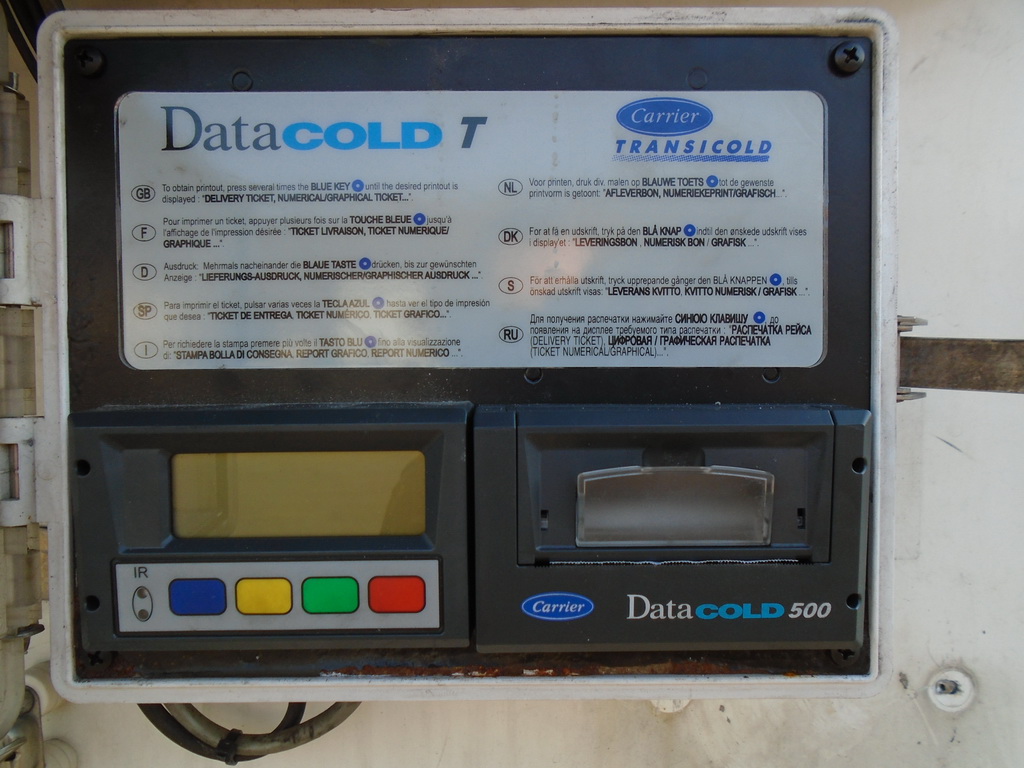 DataCOLD T
Carrier
TRANSICOLD
GB
To obtain printout, press several times the BLUE KEY until the desired printout is
displayed : "DELIVERY TICKET, NUMERICAL/GRAPHICAL TICKET...".
F
Pour imprimer un ticket, appuyer plusieurs fois sur la TOUCHE BLEUE jusqu'à
l'affichage de l'impression désirée : "TICKET LIVRAISON, TICKET NUMERIQUE/
GRAPHIQUE ...".
D
Ausdruck: Mehrmals nacheinander die BLAUE TASTE drücken, bis zur gewünschten
Anzeige : "LIEFERUNGS-AUSDRUCK, NUMERISCHER/GRAPHISCHER AUSDRUCK ...".
SP
Para imprimir el ticket, pulsar varias veces la TECLA AZUL hasta ver el tipo de impresión
que desea : "TICKET DE ENTREGA, TICKET NUMÉRICO, TICKET GRAFICO...".
I
Per richiedere la stampa premere più volte il TASTO BLU fino alla visualizzazione
di: "STAMPA BOLLA DI CONSEGNA, REPORT GRAFICO, REPORT NUMERICO ...".
NL
Voor printen, druk div. malen op BLAUWE TOETS tot de gewenste
printvorm is getoont: "AFLEVERBON, NUMERIEKEPRINT/GRAFISCH...".
DK
For at få en udskrift, tryk på den BLÅ KNAP indtil den ønskede udskrift vises
i display'et : "LEVERINGSBON , NUMERISK BON / GRAFISK ...".
S
För att erhålla utskrift, tryck upprepande gånger den BLÅ KNAPPEN , tills
önskad utskrift visas: "LEVERANS KVITTO, KVITTO NUMERISK / GRAFISK ...".
RU
Для получения распечатки нажимайте СИНЮЮ КЛАВИШУ до
появления на дисплее требуемого типа распечатки : "РАСПЕЧАТКА РЕЙСА
(DELIVERY TICKET), ЦИФРОВАЯ / ГРАФИЧЕСКАЯ РАСПЕЧАТКА
(TICKET NUMERICAL/GRAPHICAL)...".
IR
Carrier
DataCOLD 500